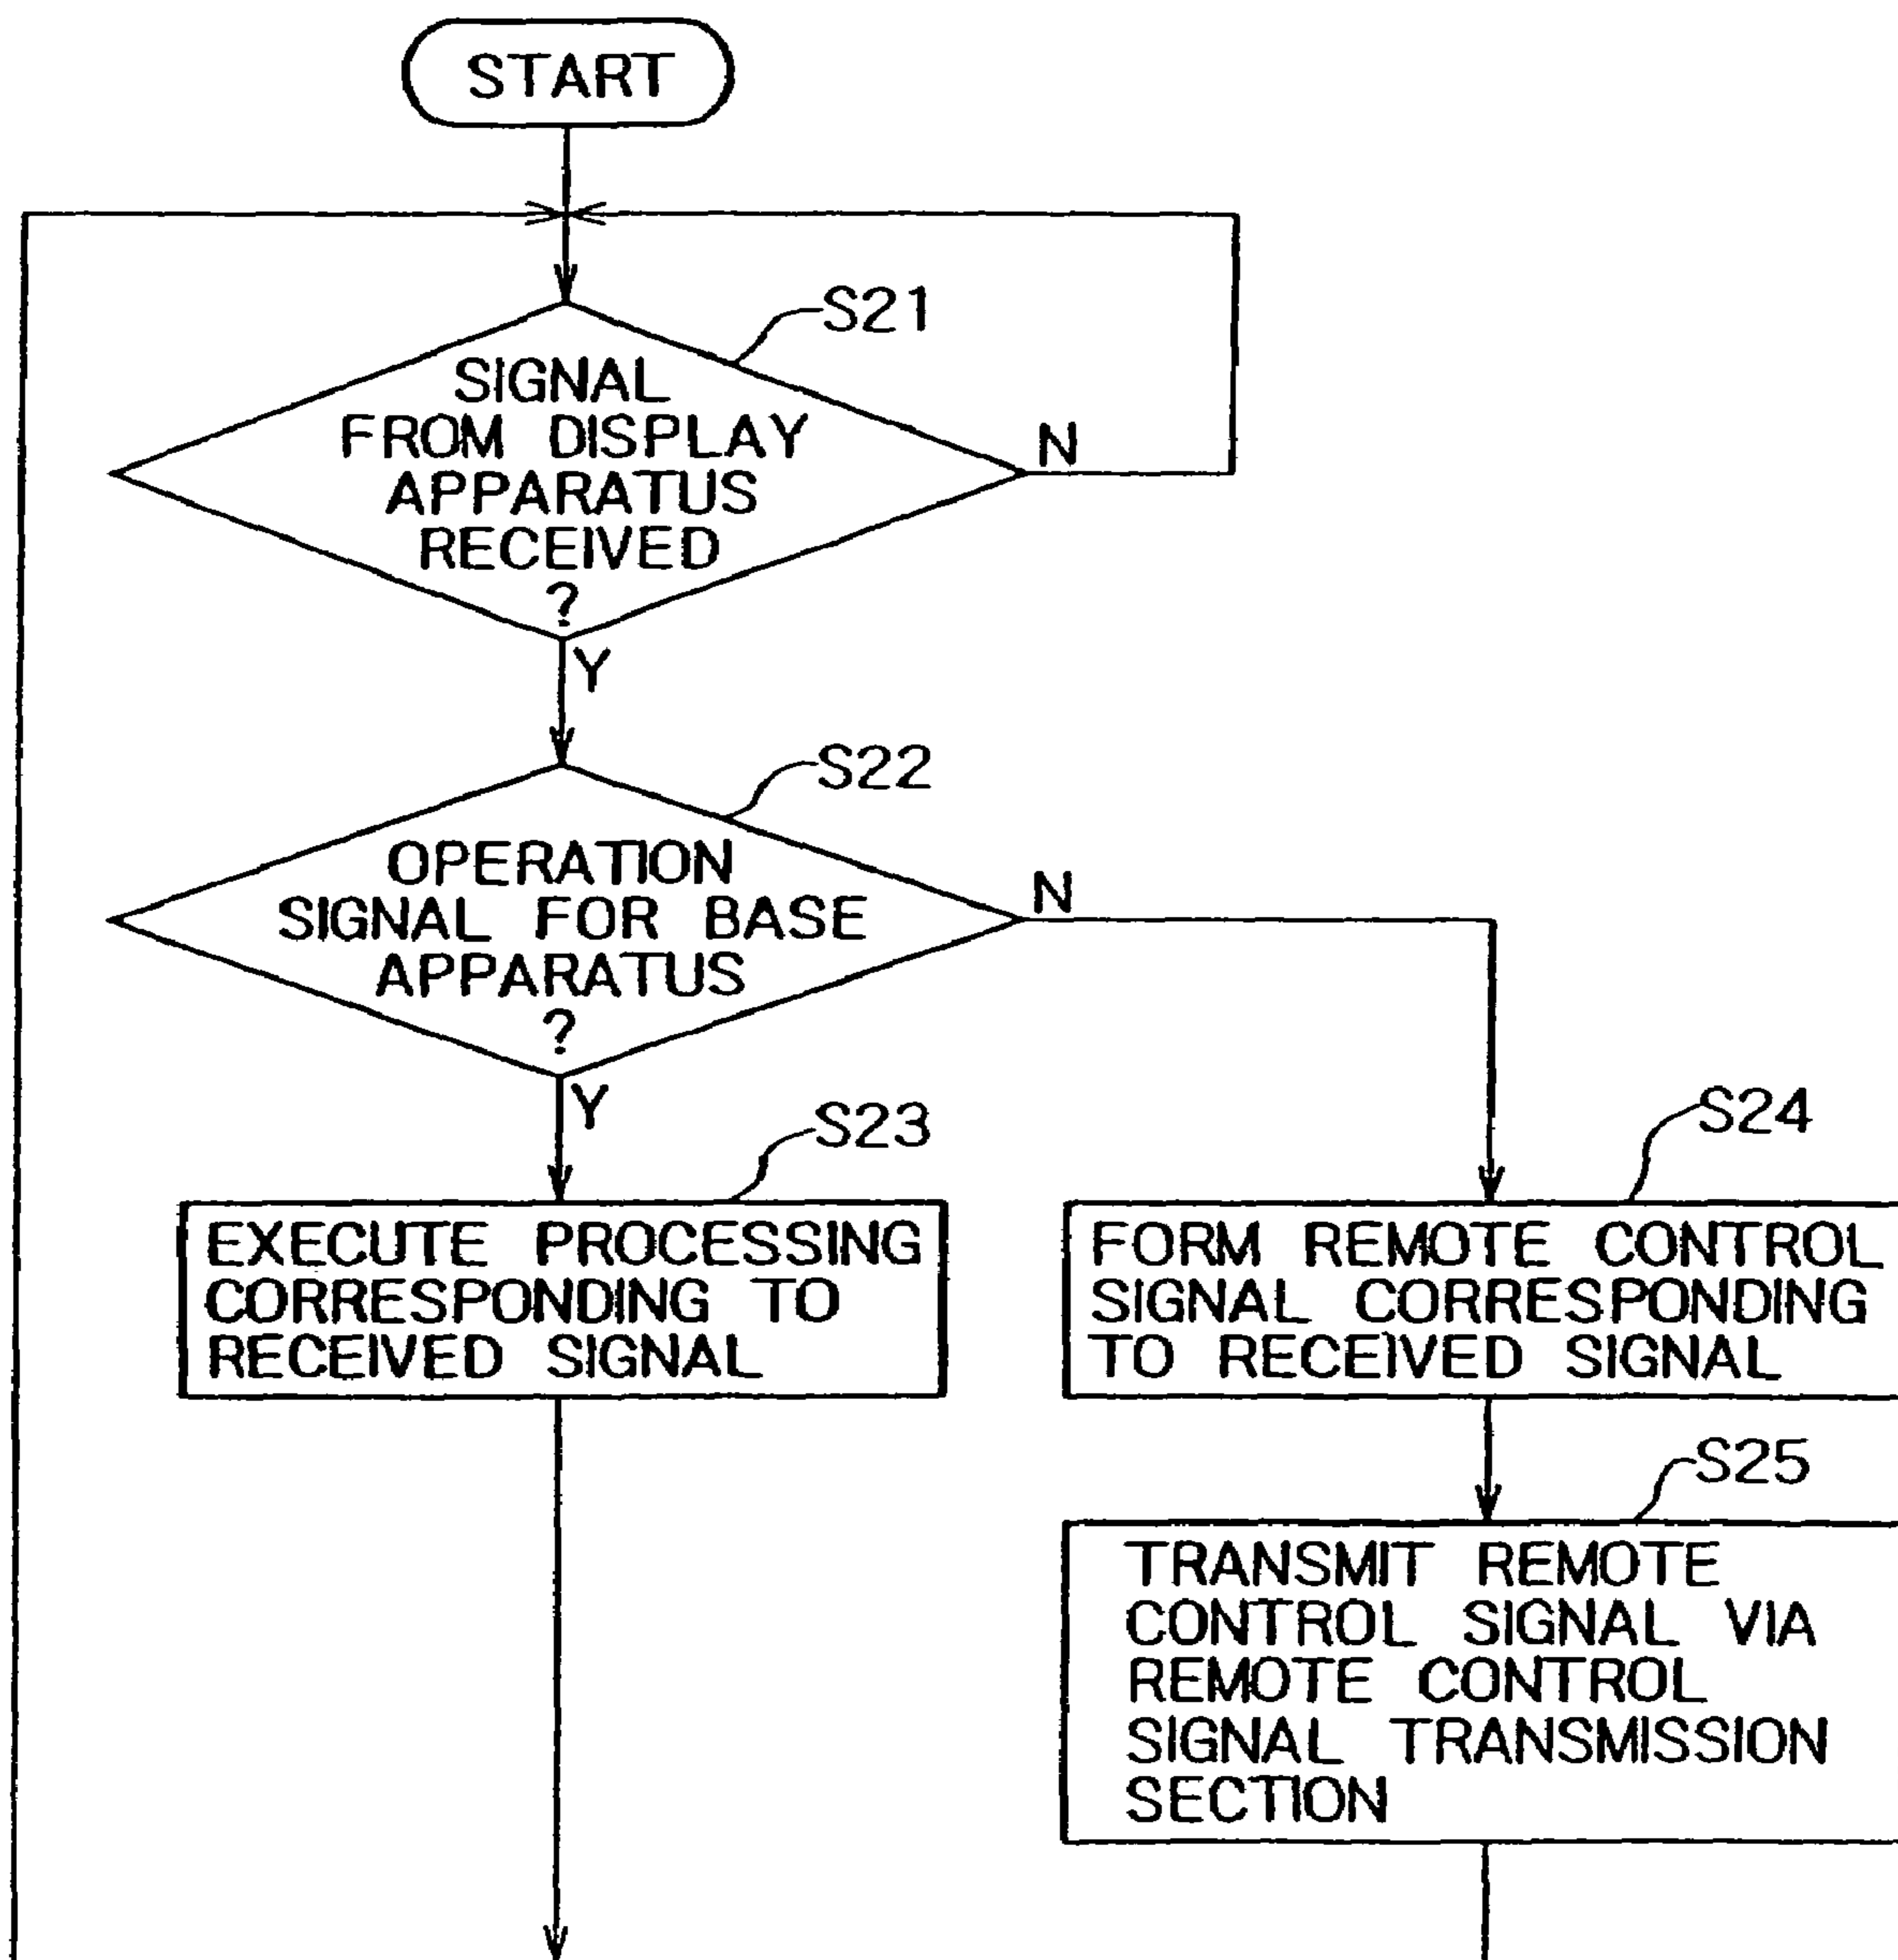 START
S21
SIGNAL
FROM DISPLAY
APPARATUS
RECEIVED
?
N
Y
S22
OPERATION
SIGNAL FOR BASE
APPARATUS
?
N
Y
S23
EXECUTE PROCESSING
CORRESPONDING TO
RECEIVED SIGNAL
S24
FORM REMOTE CONTROL
SIGNAL CORRESPONDING
TO RECEIVED SIGNAL
S25
TRANSMIT REMOTE
CONTROL SIGNAL VIA
REMOTE CONTROL
SIGNAL TRANSMISSION
SECTION